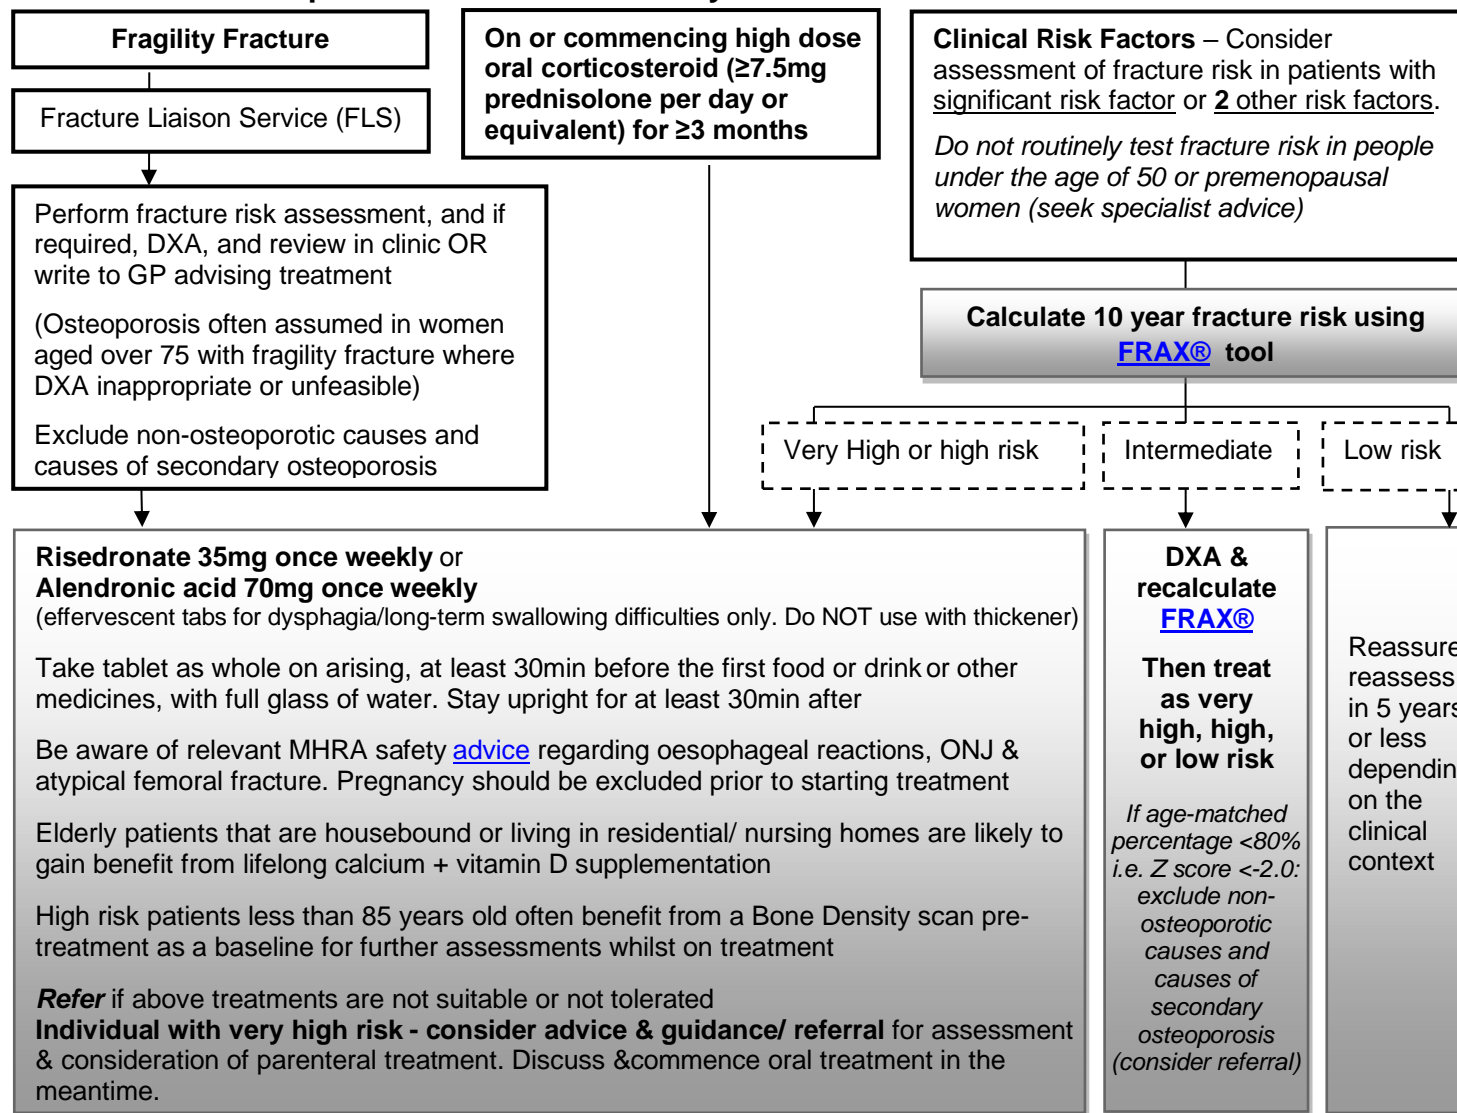 Fragility Fracture
Fracture Liaison Service (FLS)
Perform fracture risk assessment, and if
required, DXA, and review in clinic OR
write to GP advising treatment
(Osteoporosis often assumed in women
aged over 75 with fragility fracture where
DXA inappropriate or unfeasible)
Exclude non-osteoporotic causes and
causes of secondary osteoporosis
On or commencing high dose
oral corticosteroid (≥7.5mg
prednisolone per day or
equivalent) for ≥3 months
Clinical Risk Factors – Consider
assessment of fracture risk in patients with
significant risk factor or 2 other risk factors.
Do not routinely test fracture risk in people
under the age of 50 or premenopausal
women (seek specialist advice)
Calculate 10 year fracture risk using
FRAX® tool
Very High or high risk
Intermediate
Low risk
Risedronate 35mg once weekly or
Alendronic acid 70mg once weekly
(effervescent tabs for dysphagia/long-term swallowing difficulties only. Do NOT use with thickener)
Take tablet as whole on arising, at least 30min before the first food or drink or other
medicines, with full glass of water. Stay upright for at least 30min after
Be aware of relevant MHRA safety advice regarding oesophageal reactions, ONJ &
atypical femoral fracture. Pregnancy should be excluded prior to starting treatment
Elderly patients that are housebound or living in residential/ nursing homes are likely to
gain benefit from lifelong calcium + vitamin D supplementation
High risk patients less than 85 years old often benefit from a Bone Density scan pre-
treatment as a baseline for further assessments whilst on treatment
Refer if above treatments are not suitable or not tolerated
Individual with very high risk - consider advice & guidance/ referral for assessment
& consideration of parenteral treatment. Discuss &commence oral treatment in the
meantime.
DXA &
recalculate
FRAX®
Then treat
as very
high, high,
or low risk
If age-matched
percentage <80%
i.e. Z score <-2.0:
exclude non-
osteoporotic
causes and
causes of
secondary
osteoporosis
(consider referral)
Reassure
reassess
in 5 years
or less
dependin
on the
clinical
context